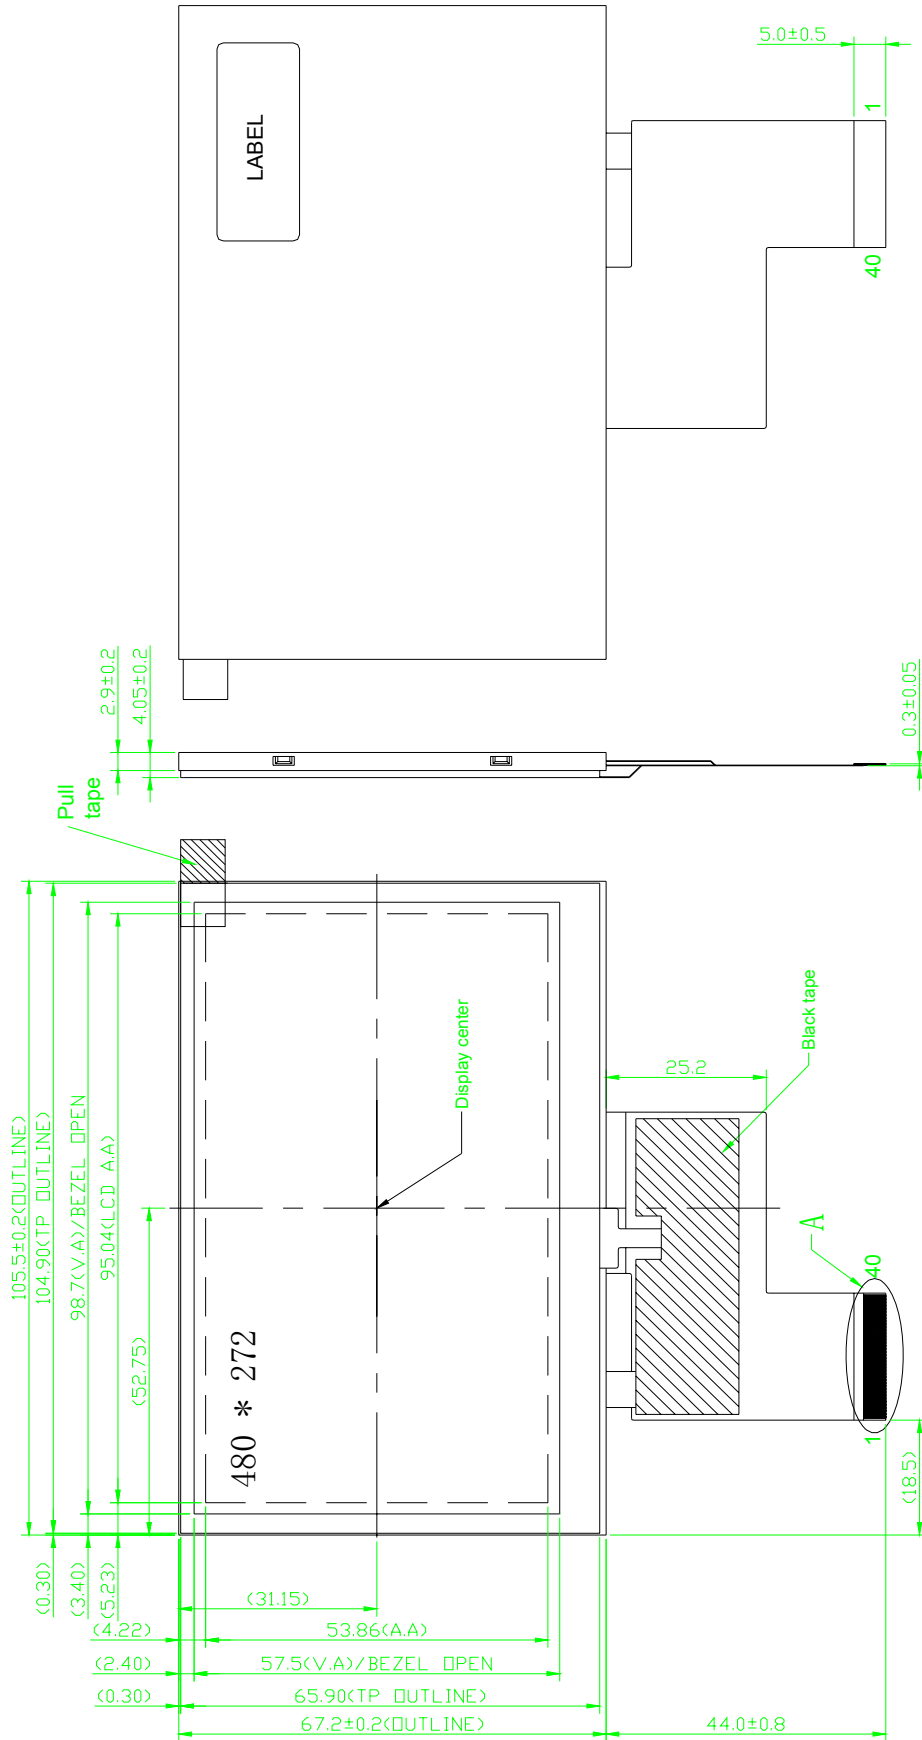 5.0±0.5
LABEL
1
40
2.9±0.2
4.05±0.2
0.3±0.05
Pull
tape
105.5±0.2(OUTLINE)
104.90(TP OUTLINE)
98.7(V.A)/BEZEL OPEN
95.04(LCD A.A)
(52.75)
Display center
Black tape
25.2
480 * 272
A
40
1
(18.5)
(0.30)
(3.40)
(5.23)
(31.15)
(4.22)
53.86(A.A)
(2.40)
57.5(V.A)/BEZEL OPEN
(0.30)
65.90(TP OUTLINE)
67.2±0.2(OUTLINE)
44.0±0.8